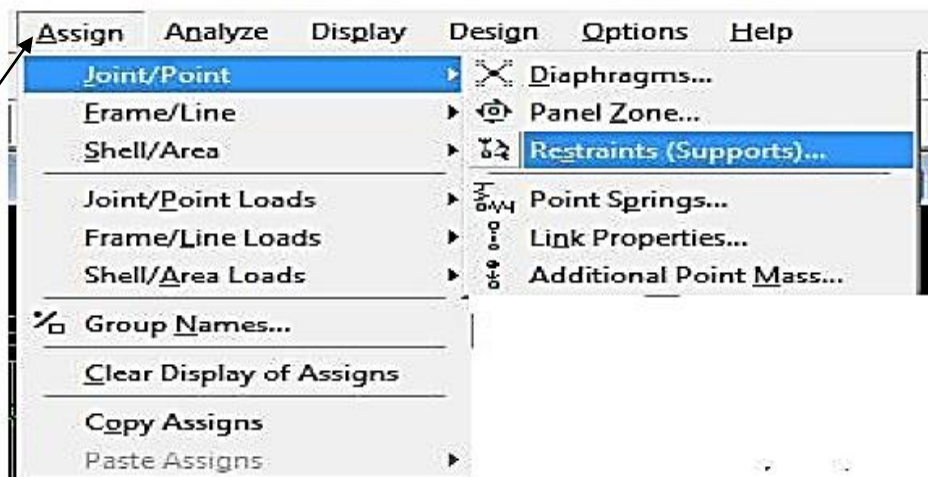 Assign Analyze Display Design Options Help
Joint/Point
Frame/Line
Shell/Area
Joint/Point Loads
Frame/Line Loads
Shell/Area Loads
Group Names...
Clear Display of Assigns
Copy Assigns
Paste Assigns
Diaphragms...
Panel Zone...
Restraints (Supports)...
Point Springs...
Link Properties...
Additional Point Mass...